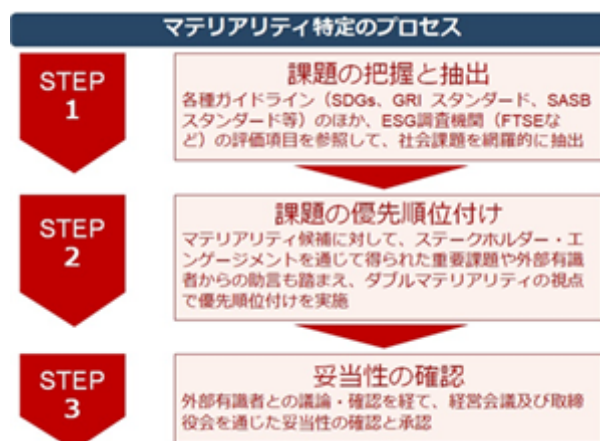 マテリアリティ特定のプロセス
STEP
1
課題の把握と抽出
各種ガイドライン（SDGs、GRI スタンダード、SASB
スタンダード等）のほか、ESG調査機関（FTSEな
ど）の評価項目を参照して、社会課題を網羅的に抽出
STEP
2
課題の優先順位付け
マテリアリティ候補に対して、ステークホルダー・エ
ンゲージメントを通じて得られた重要課題や外部有識
者からの助言も踏まえ、ダブルマテリアリティの視点
で優先順位付けを実施
STEP
3
妥当性の確認
外部有識者との議論・確認を経て、経営会議及び取締
役会を通じた妥当性の確認と承認